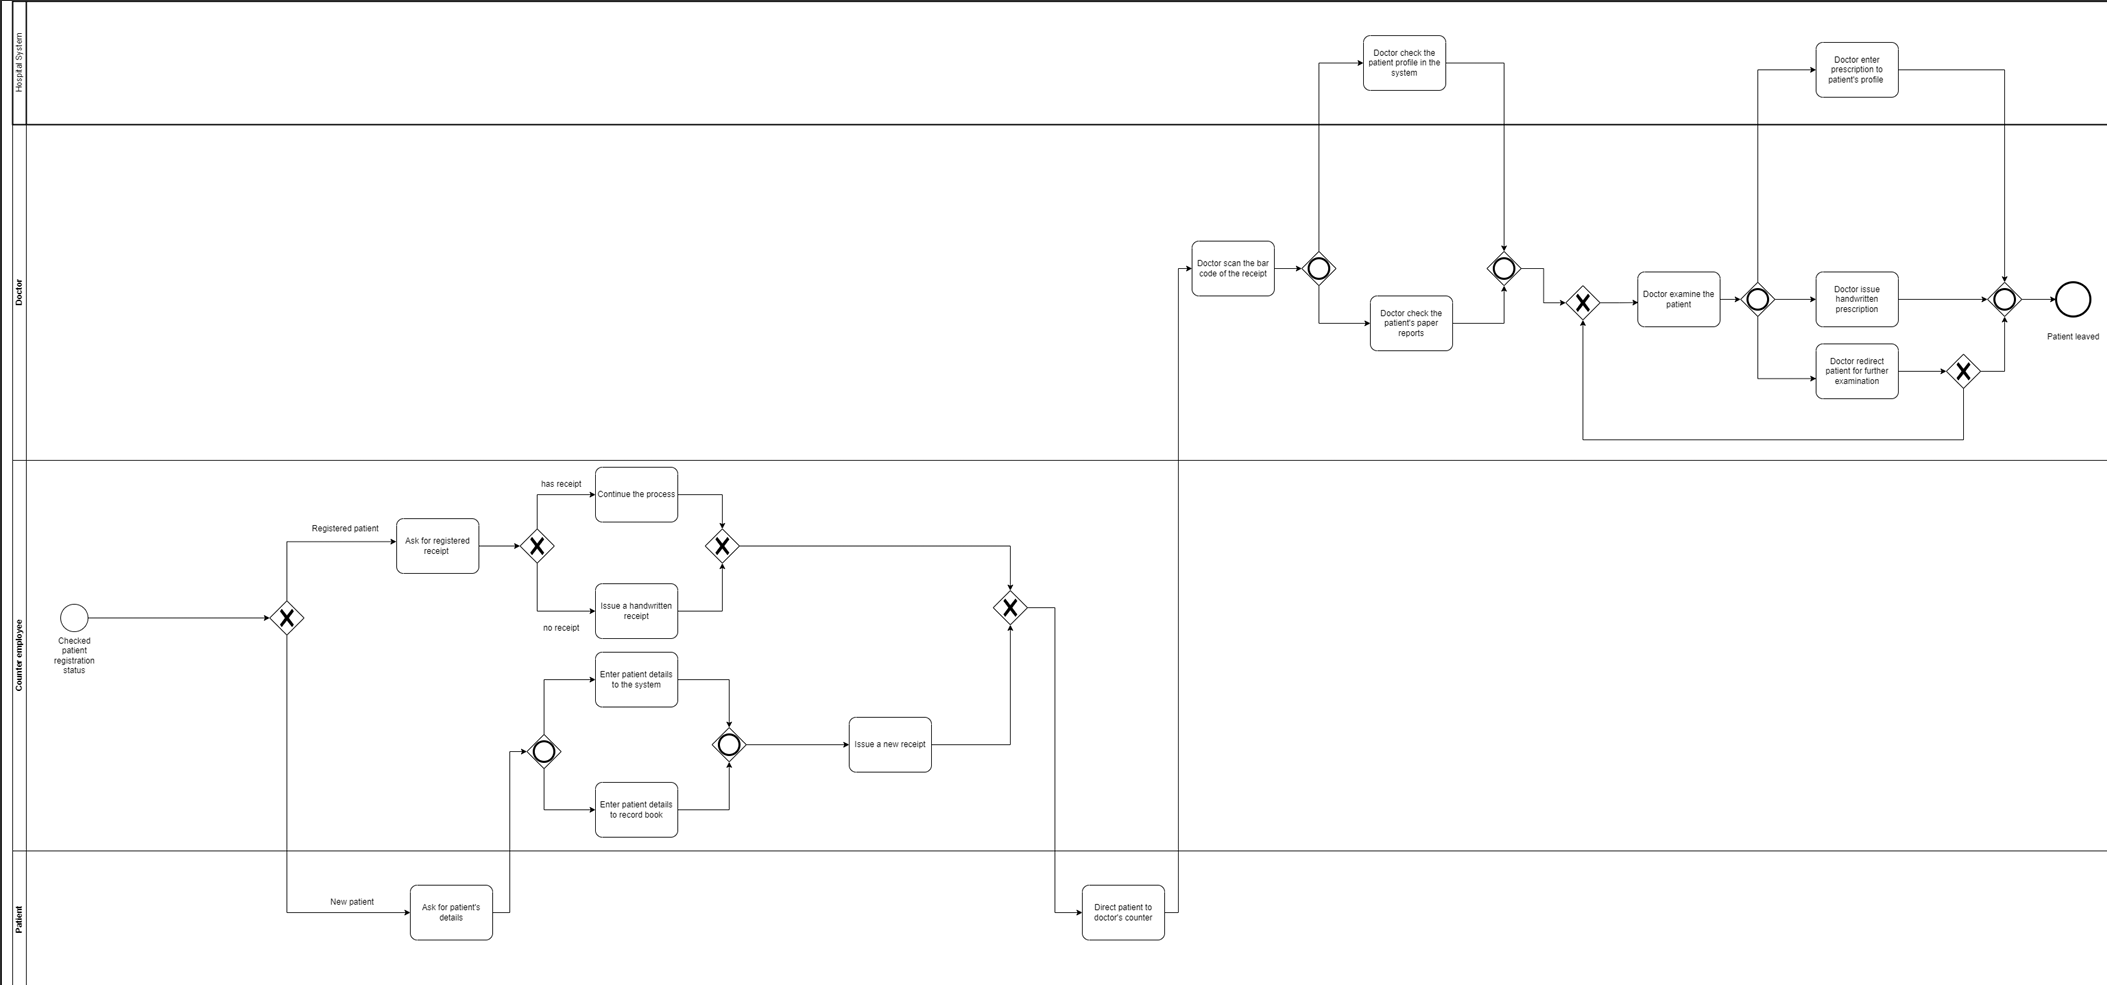 Hospital System
Doctor check the
patient profile in the
system
Doctor enter
prescription to
patient's profile
Doctor
Doctor scan the bar
code of the receipt
Doctor check the
patient's paper
reports
Doctor examine the
patient
Doctor issue
handwritten
prescription
Doctor redirect
patient for further
examination
Patient leaved
Counter employee
Checked
patient
registration
status
Registered patient
Ask for registered
receipt
has receipt
Continue the process
no receipt
Issue a handwritten
receipt
Enter patient details
to the system
Enter patient details
to record book
Issue a new receipt
Patient
New patient
Ask for patient's
details
Direct patient to
doctor's counter